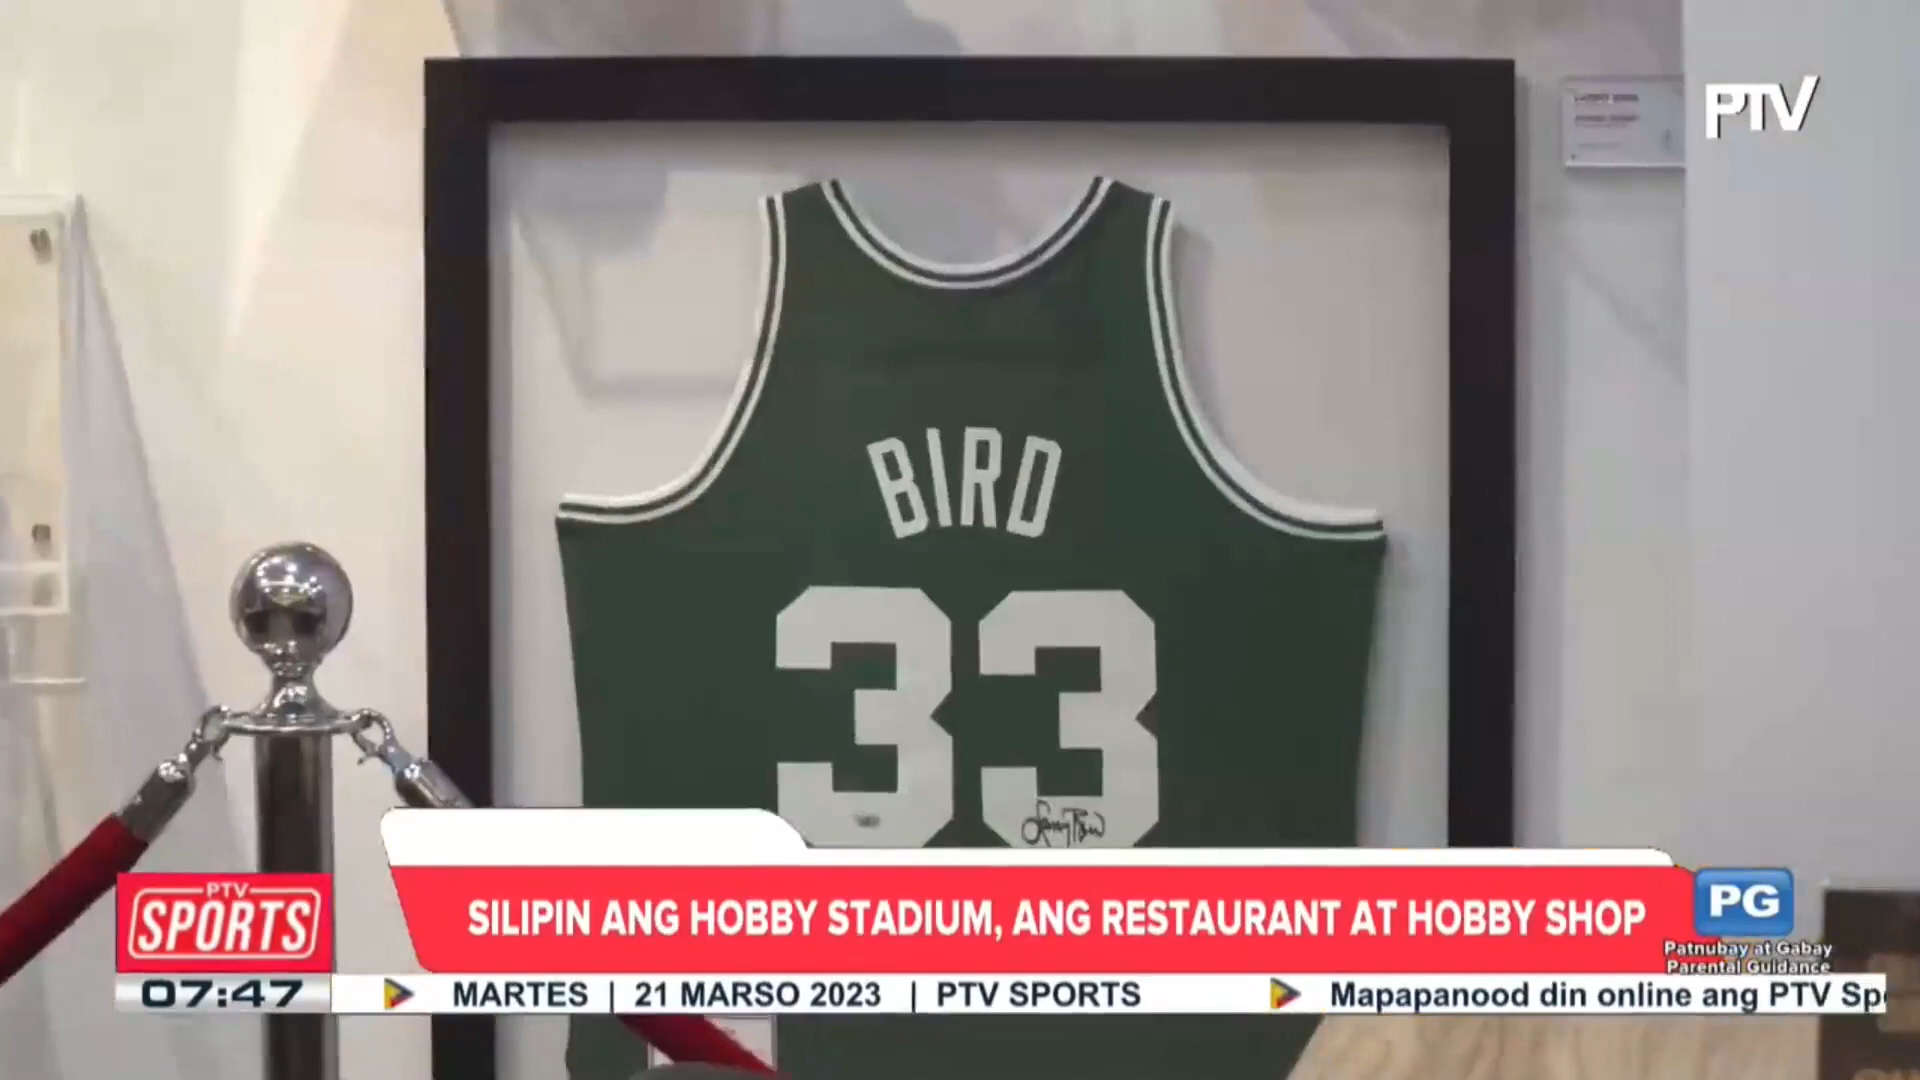 PTV
BIRD
33
PTV
SPORTS
SILIPIN ANG HOBBY STADIUM, ANG RESTAURANT AT HOBBY SHOP
PG
Patnubay at Gabay
Parental Guidance
07:47
MARTES | 21 MARSO 2023 | PTV SPORTS
Mapapanood din online ang PTV Sp